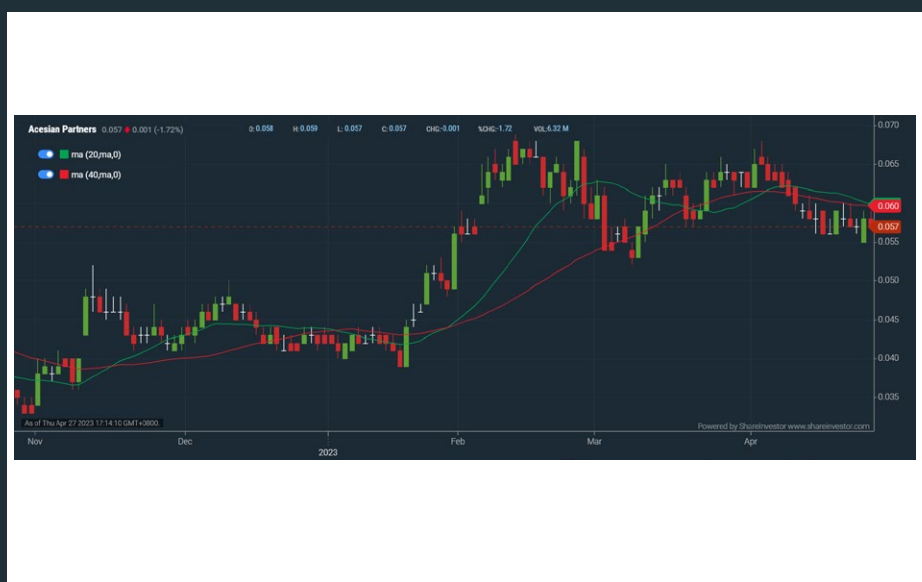 Acesian Partners 0.057 0.001 (-1.72%) O: 0.058 H: 0.059 L: 0.057 C: 0.057 CHG:-0.001 %CHG:-1.72 VOL:6.32 M
ma (20,ma,0)
ma (40,ma,0)
0.070
0.065
0.060
0.057
0.055
0.050
0.045
0.040
0.035
As of Thu Apr 27 2023 17:14:10 GMT+0800.
Powered by ShareInvestor www.shareinvestor.com
Nov Dec Feb Mar Apr
2023